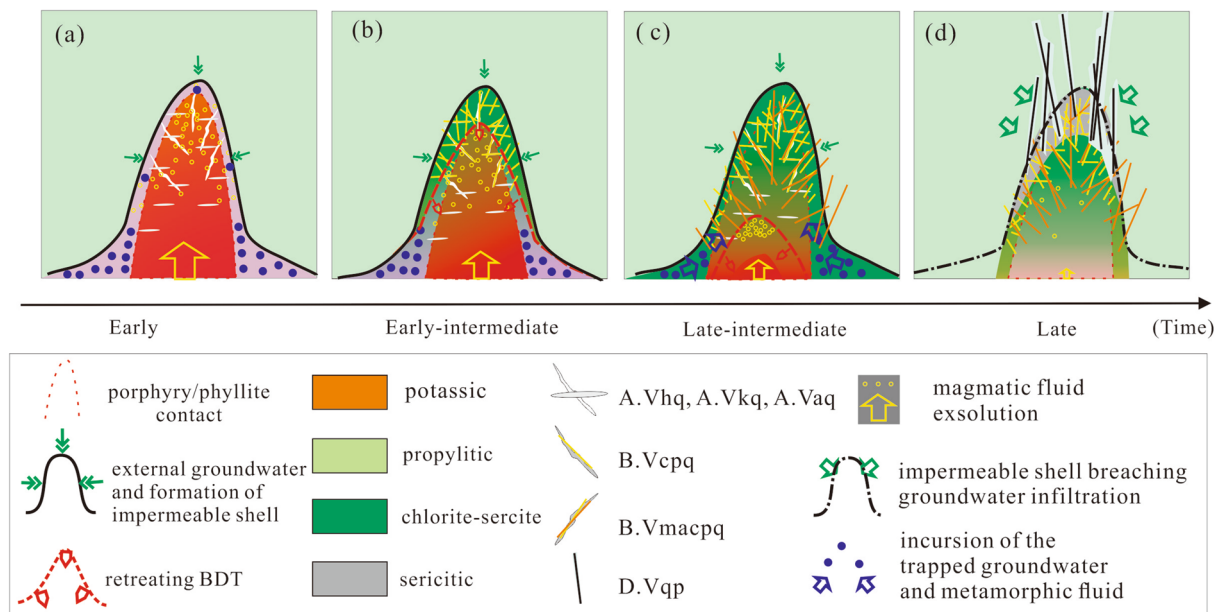 (a)
(b)
( c)
(d)
Early
Early-intermediate
Late-intermediate
Late
(Time)
porphyry/phyllite
contact
external groundwater
and formation of
impermeable shell
retreating BDT
potassic
propylitic
chlorite-sercite
sericitic
A.Vhq, A.Vkq, A.Vaq
B.Vcpq
B.Vmacpq
D.Vqp
magmatic fluid
exsolution
impermeable shell breaching
groundwater infiltration
incursion of the
trapped groundwater
and metamorphic fluid